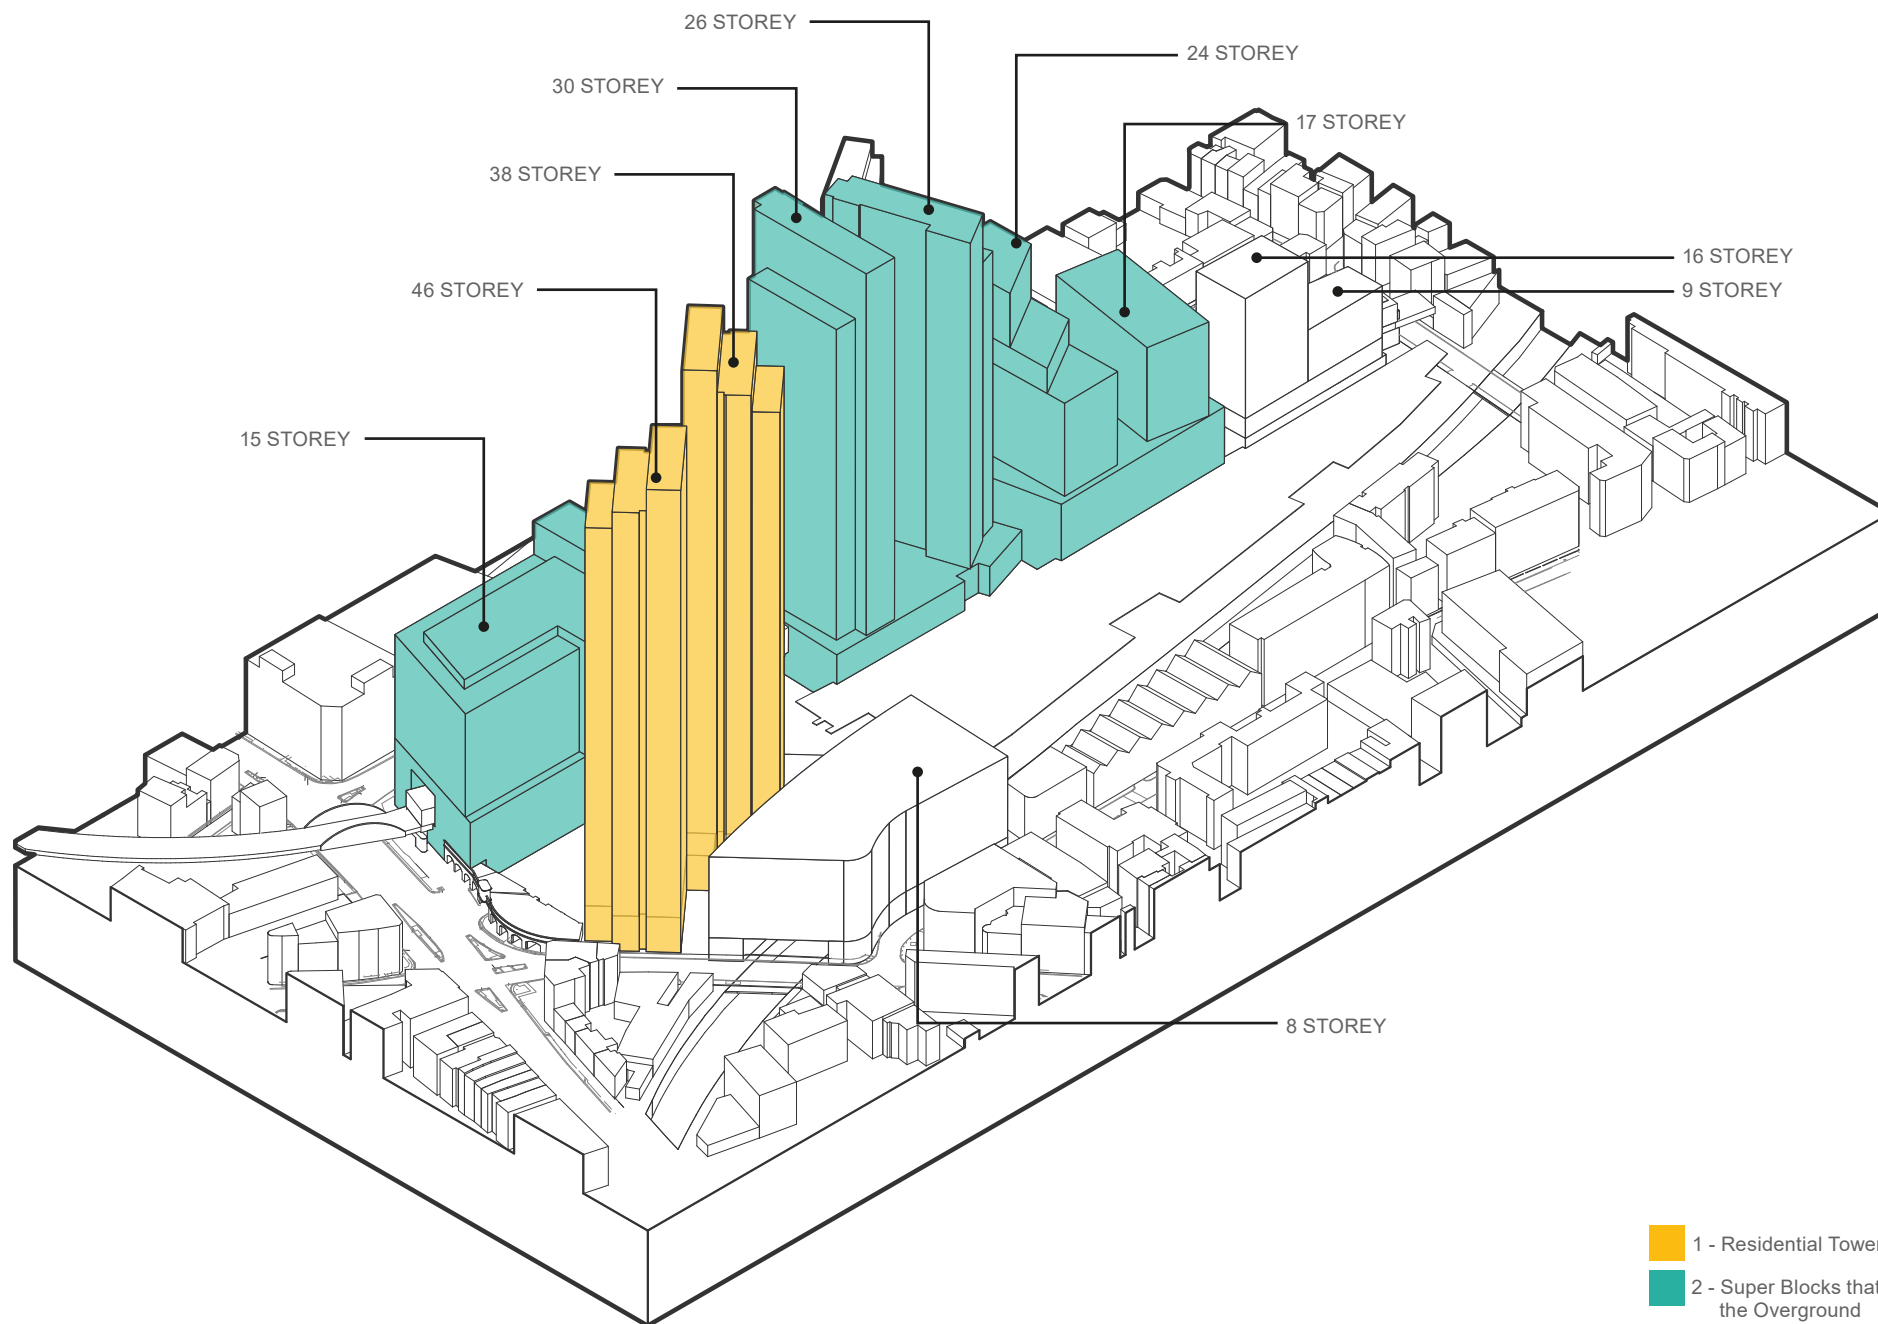 26 STOREY
24 STOREY
30 STOREY
17 STOREY
38 STOREY
16 STOREY
46 STOREY
9 STOREY
15 STOREY
8 STOREY
1 - Residential Tower
2 - Super Blocks that
the Overground